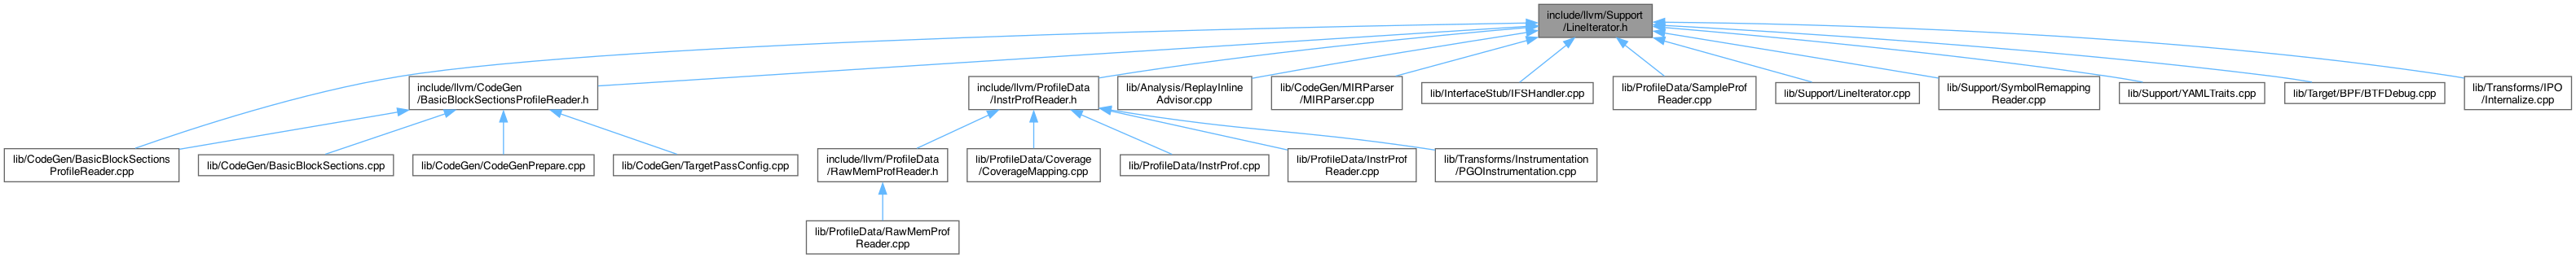 include/llvm/Support
/LineIterator.h
include/llvm/CodeGen
/BasicBlockSectionsProfileReader.h
include/llvm/ProfileData
/InstrProfReader.h
lib/Analysis/ReplayInline
Advisor.cpp
lib/CodeGen/MIRParser
/MIRParser.cpp
lib/InterfaceStub/IFSHandler.cpp
lib/ProfileData/SampleProf
Reader.cpp
lib/Support/LineIterator.cpp
lib/Support/SymbolRemapping
Reader.cpp
lib/Support/YAMLTraits.cpp
lib/Target/BPF/BTFDebug.cpp
lib/Transforms/IPO
/Internalize.cpp
lib/CodeGen/BasicBlockSections
ProfileReader.cpp
lib/CodeGen/BasicBlockSections.cpp
lib/CodeGen/CodeGenPrepare.cpp
lib/CodeGen/TargetPassConfig.cpp
include/llvm/ProfileData
/RawMemProfReader.h
lib/ProfileData/Coverage
/CoverageMapping.cpp
lib/ProfileData/InstrProf.cpp
lib/ProfileData/InstrProf
Reader.cpp
lib/Transforms/Instrumentation
/PGOInstrumentation.cpp
lib/ProfileData/RawMemProf
Reader.cpp